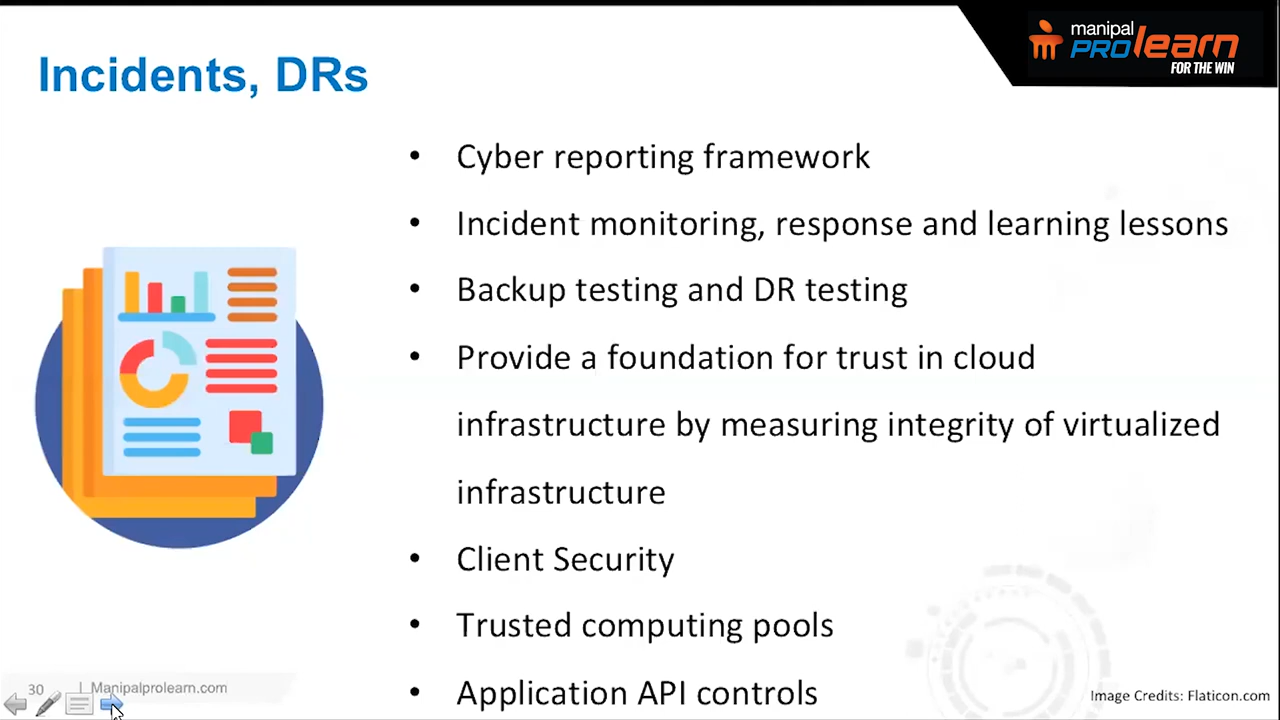 manipal
PROlearn
FOR THE WIN
Incidents, DRs
• Cyber reporting framework
• Incident monitoring, response and learning lessons
• Backup testing and DR testing
• Provide a foundation for trust in cloud
infrastructure by measuring integrity of virtualized
infrastructure
• Client Security
• Trusted computing pools
• Application API controls
30 | Manipalprolearn.com
Image Credits: Flaticon.com